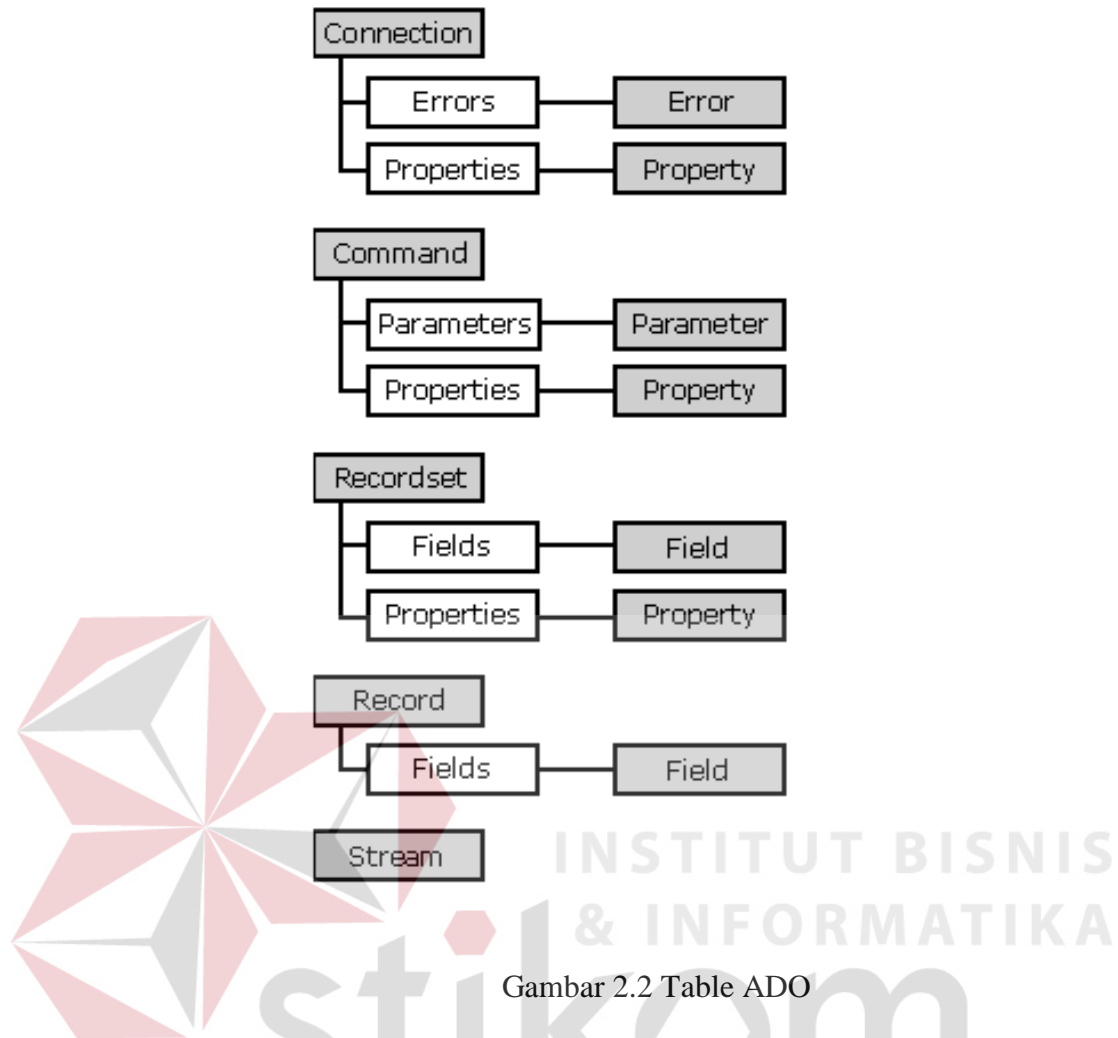 Connection
Errors Error
Properties Property
Command
Parameters Parameter
Properties Property
Recordset
Fields Field
Properties Property
Record
Fields Field
Stream
INSTITUT BISNIS
& INFORMATIKA
stikom
Gambar 2.2 Table ADO